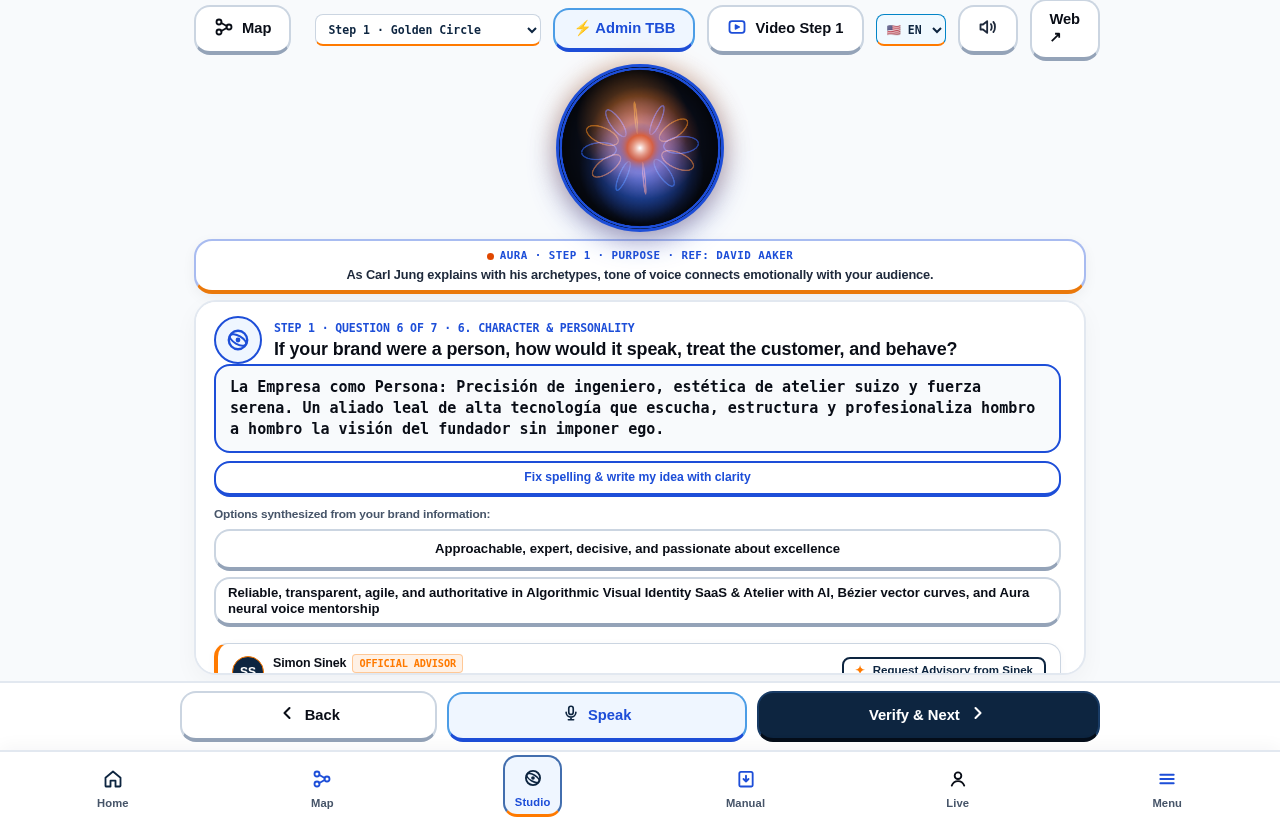 Map
Step 1 · Golden Circle
⚡ Admin TBB
Video Step 1
🇺🇸 EN
Web
↗
AURA · STEP 1 · PURPOSE · REF: DAVID AAKER
As Carl Jung explains with his archetypes, tone of voice connects emotionally with your audience.
STEP 1 · QUESTION 6 OF 7 · 6. CHARACTER & PERSONALITY
If your brand were a person, how would it speak, treat the customer, and behave?
La Empresa como Persona: Precisión de ingeniero, estética de atelier suizo y fuerza
serena. Un aliado leal de alta tecnología que escucha, estructura y profesionaliza hombro
a hombro la visión del fundador sin imponer ego.
Fix spelling & write my idea with clarity
Options synthesized from your brand information:
Approachable, expert, decisive, and passionate about excellence
Reliable, transparent, agile, and authoritative in Algorithmic Visual Identity SaaS & Atelier with AI, Bézier vector curves, and Aura
neural voice mentorship
SS
Simon Sinek
OFFICIAL ADVISOR
✦ Request Advisory from Sinek
Back
Speak
Verify & Next
Home
Map
Studio
Manual
Live
Menu